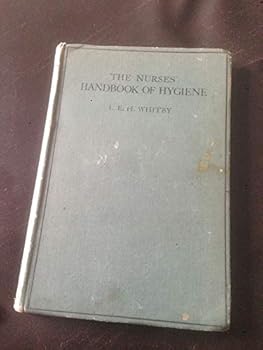 THE NURSES'
HANDBOOK OF HYGIENE
L. E. H. WHITBY